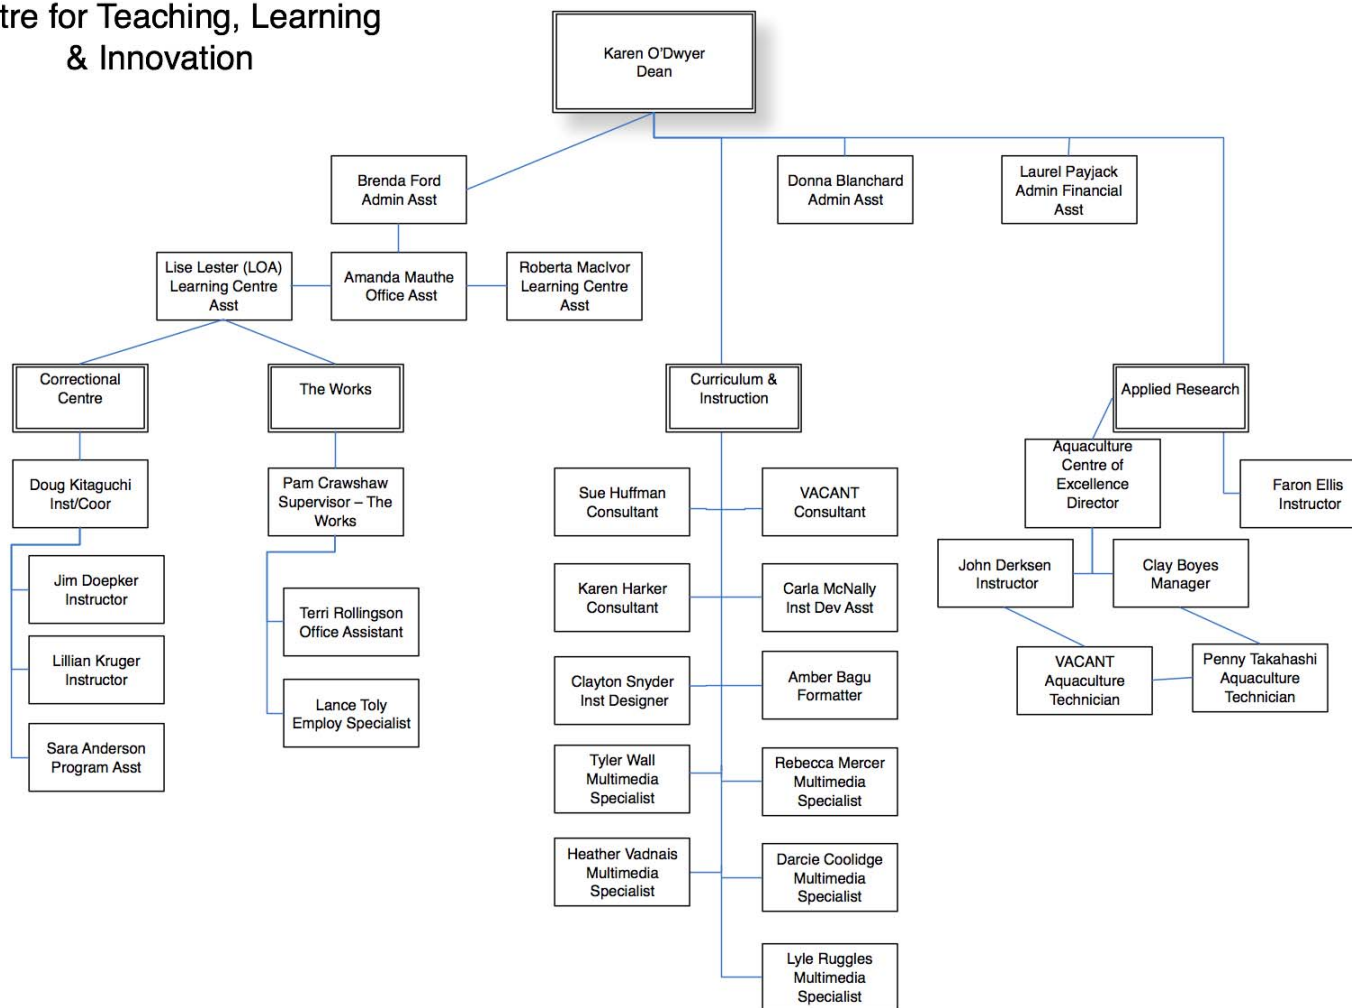 tre for Teaching, Learning
& Innovation
Karen O'Dwyer
Dean
Brenda Ford
Admin Asst
Donna Blanchard
Admin Asst
Laurel Payjack
Admin Financial
Asst
Lise Lester (LOA)
Learning Centre
Asst
Amanda Mauthe
Office Asst
Roberta MacIvor
Learning Centre
Asst
Correctional
Centre
The Works
Curriculum &
Instruction
Applied Research
Doug Kitaguchi
Inst/Coor
Jim Doepker
Instructor
Lillian Kruger
Instructor
Sara Anderson
Program Asst
Pam Crawshaw
Supervisor – The
Works
Terri Rollingson
Office Assistant
Lance Toly
Employ Specialist
Sue Huffman
Consultant
VACANT
Consultant
Karen Harker
Consultant
Carla McNally
Inst Dev Asst
Clayton Snyder
Inst Designer
Amber Bagu
Formatter
Tyler Wall
Multimedia
Specialist
Rebecca Mercer
Multimedia
Specialist
Heather Vadnais
Multimedia
Specialist
Darcie Coolidge
Multimedia
Specialist
Lyle Ruggles
Multimedia
Specialist
Aquaculture
Centre of
Excellence
Director
Faron Ellis
Instructor
John Derksen
Instructor
Clay Boyes
Manager
VACANT
Aquaculture
Technician
Penny Takahashi
Aquaculture
Technician